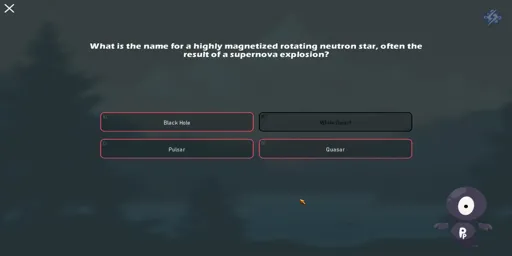 What is the name for a highly magnetized rotating neutron star, often the
result of a supernova explosion?
Black Hole
White Dwarf
Pulsar
Quasar